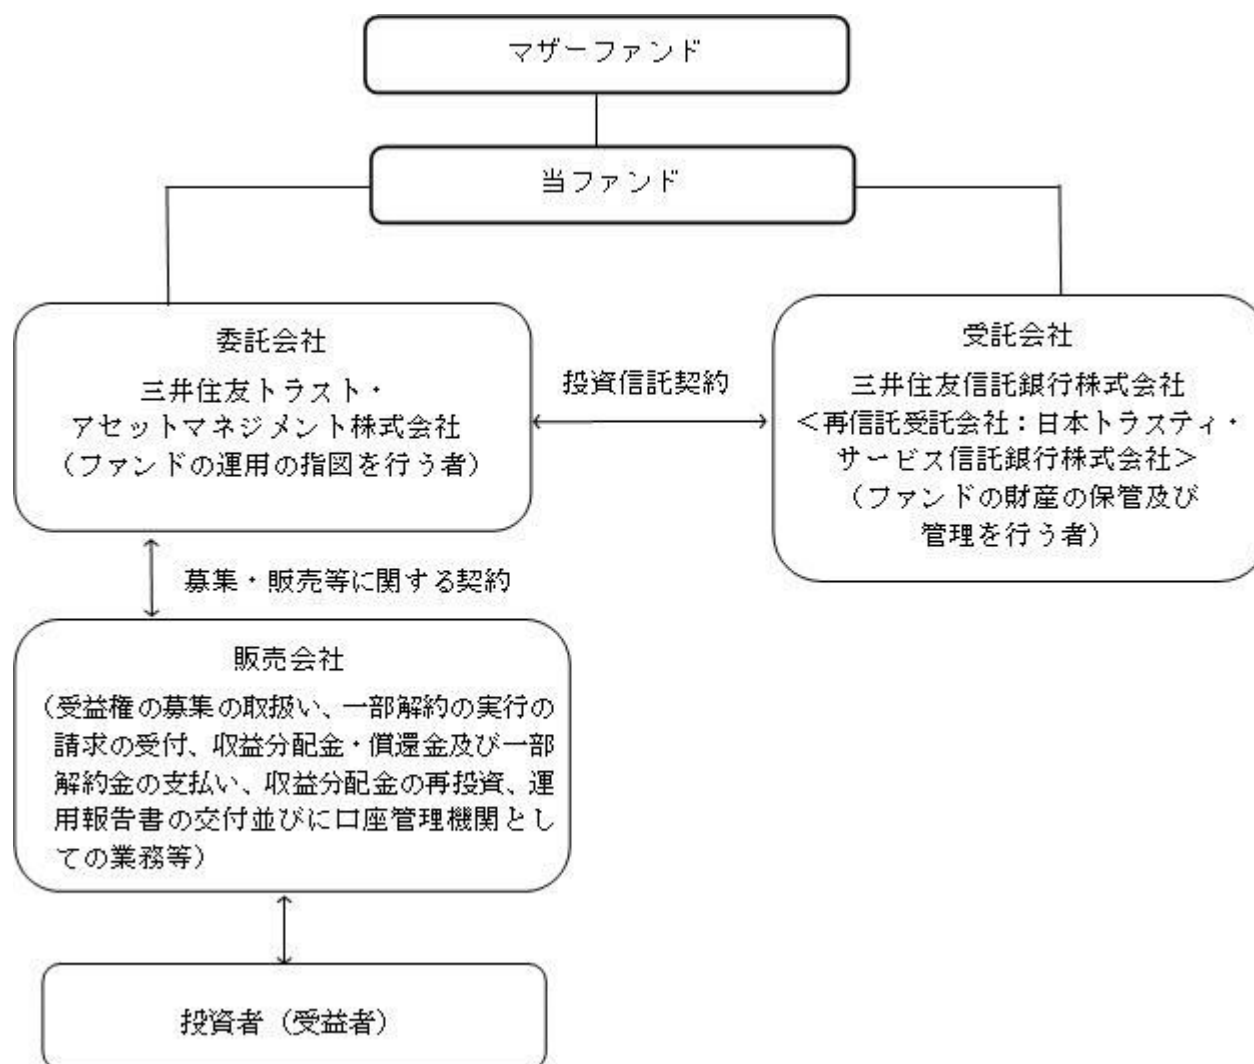 マザーファンド
当ファンド
委託会社
三井住友トラスト・
アセットマネジメント株式会社
（ファンドの運用の指図を行う者）
投資信託契約
受託会社
三井住友信託銀行株式会社
＜再信託受託会社：日本トラスティ・
サービス信託銀行株式会社＞
（ファンドの財産の保管及び
管理を行う者）
募集・販売等に関する契約
販売会社
（受益権の募集の取扱い、一部解約の実行の
請求の受付、収益分配金・償還金及び一部
解約金の支払い、収益分配金の再投資、運
用報告書の交付並びに口座管理機関とし
ての業務等）
投資者（受益者）